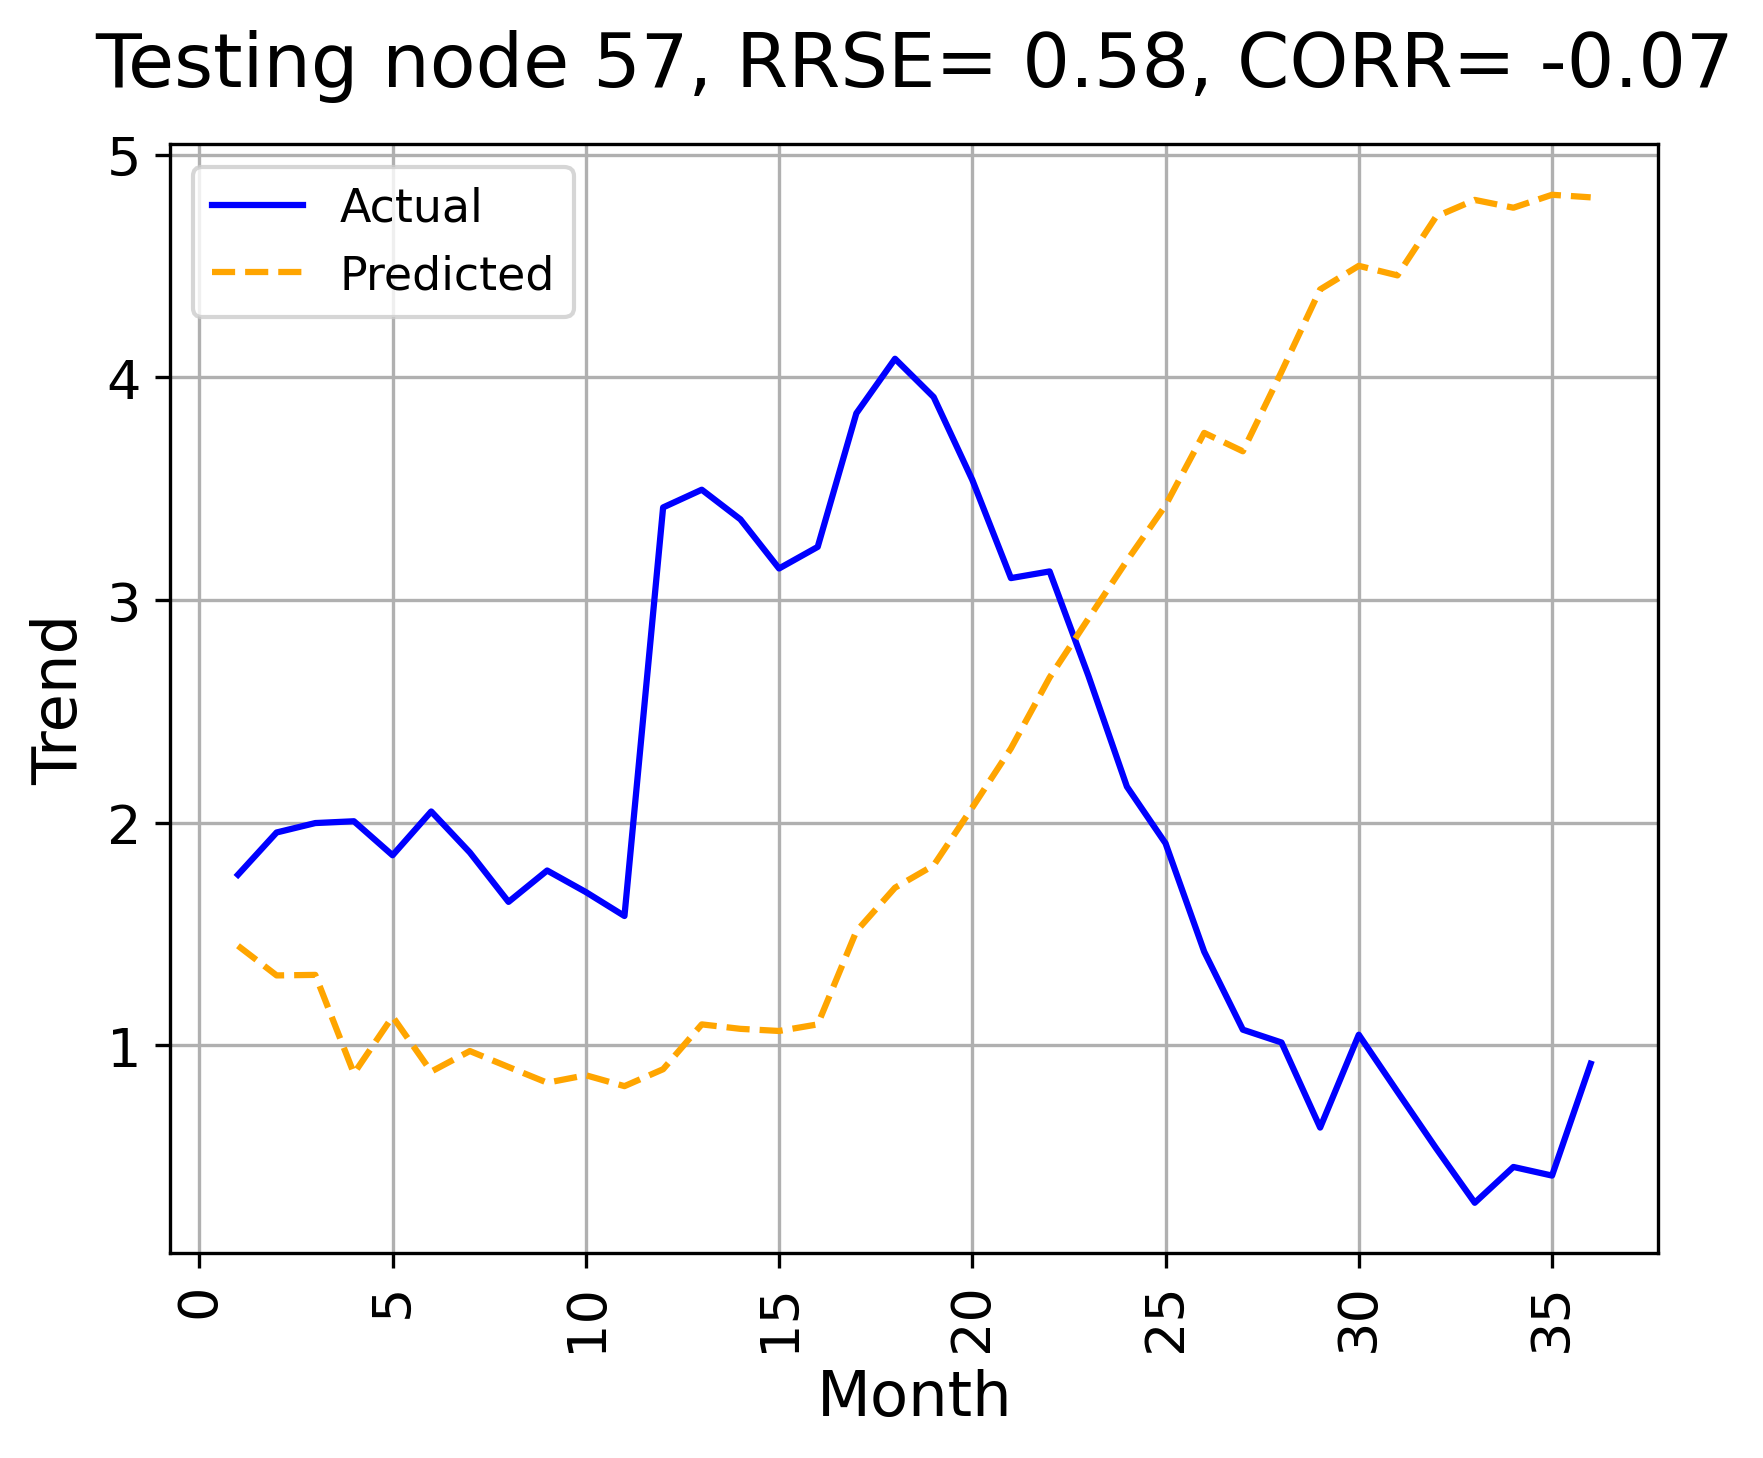 Testing node 57, RRSE= 0.58, CORR= -0.07
5
4
3
2
1
Trend
Actual
Predicted
0
5
10
15
20
25
30
35
Month